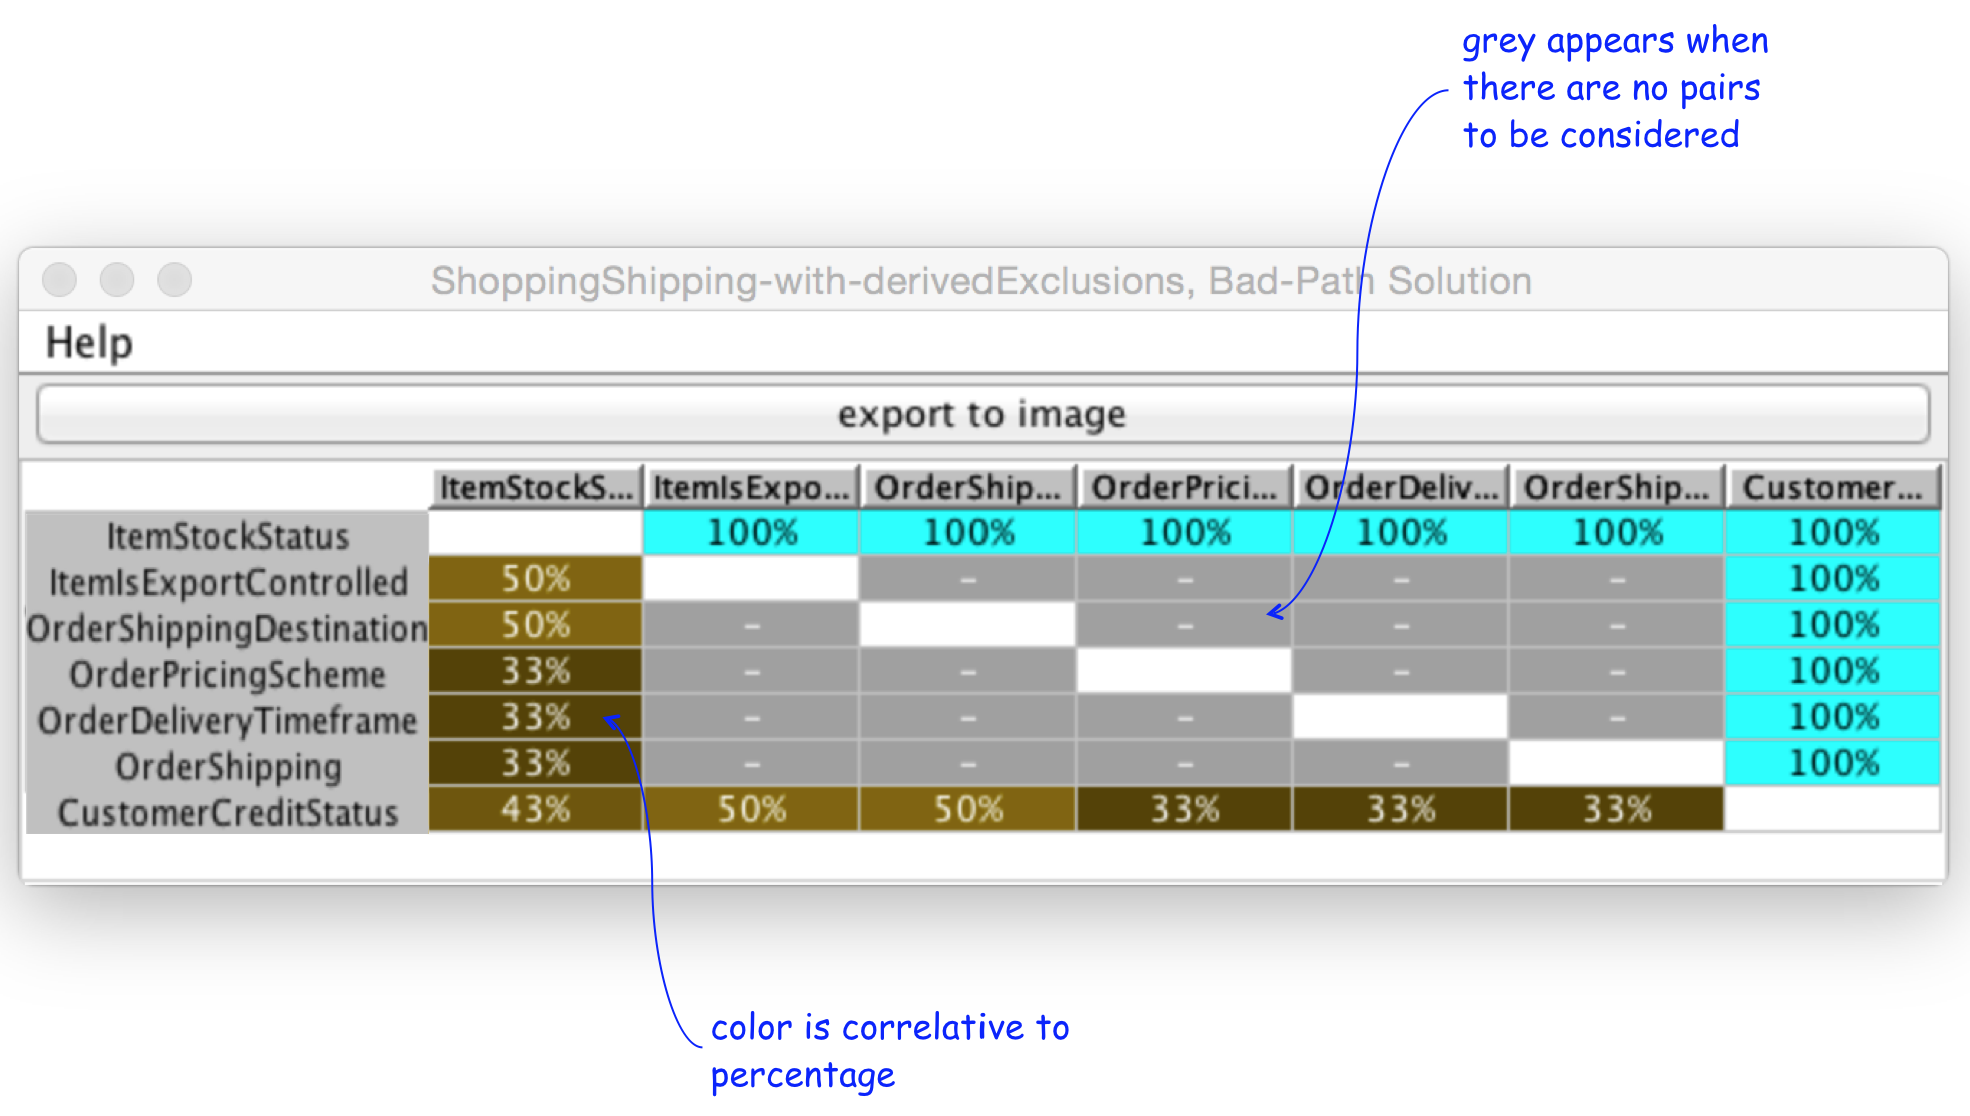 grey appears when
there are no pairs
to be considered
ShoppingShipping-with-derivedExclusions, Bad-Path Solution
Help
export to image
ItemStockS... ItemIsExpo... OrderShip... OrderPrici... OrderDeliv... OrderShip... Customer...
ItemStockStatus 100% 100% 100% 100% 100% 100%
ItemIsExportControlled 50% – – – – 100%
OrderShippingDestination 50% – – – – 100%
OrderPricingScheme 33% – – – – 100%
OrderDeliveryTimeframe 33% – – – – 100%
OrderShipping 33% – – – – 100%
CustomerCreditStatus 43% 50% 50% 33% 33% 33%
color is correlative to
percentage